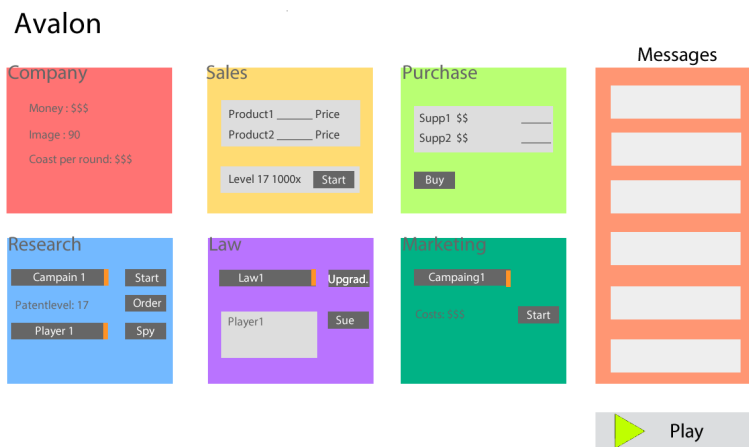 Avalon
Company
Money : $$$
Image : 90
Coast per round: $$$
Sales
Product1 ______ Price
Product2 ______ Price
Level 17 1000x Start
Purchase
Supp1 $$ _____
Supp2 $$ _____
Buy
Messages
Research
Campain 1 Start
Patentlevel: 17 Order
Player 1 Spy
Law
Law1 Upgrad.
Player1 Sue
Marketing
Campaing1
Costs: $$$ Start
Play